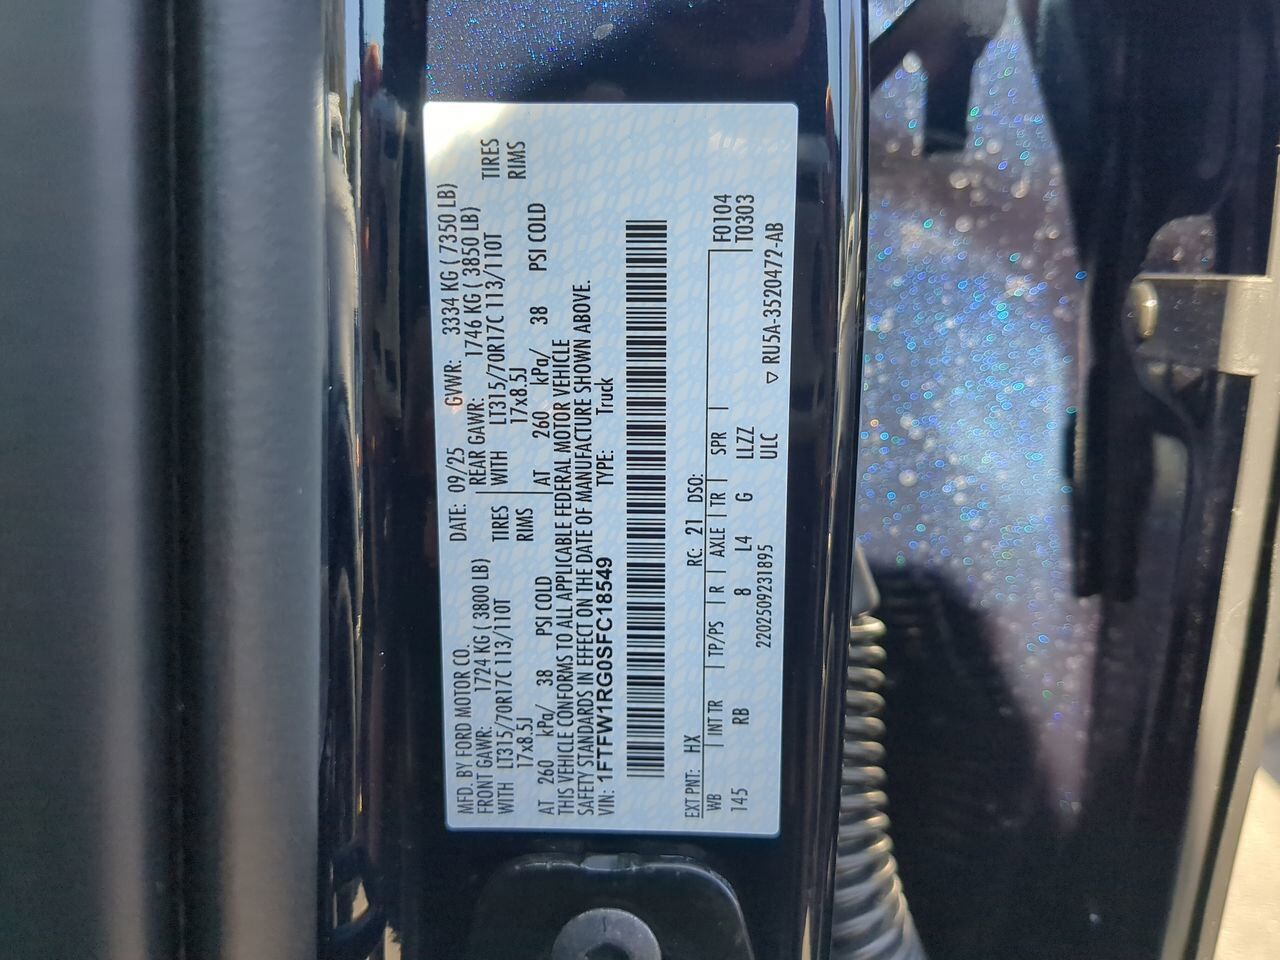 MFD. BY FORD MOTOR CO.
DATE: 09/25 GVWR: 3334 KG ( 7350 LB)
FRONT GAWR: 1724 KG ( 3800 LB)
REAR GAWR: 1746 KG ( 3850 LB)
WITH LT315/70R17C 113/110T TIRES
WITH LT315/70R17C 113/110T TIRES
17x8.5J RIMS
17x8.5J RIMS
AT 260 kPa/ 38 PSI COLD
AT 260 kPa/ 38 PSI COLD
THIS VEHICLE CONFORMS TO ALL APPLICABLE FEDERAL MOTOR VEHICLE
SAFETY STANDARDS IN EFFECT ON THE DATE OF MANUFACTURE SHOWN ABOVE.
VIN: 1FTFW1RG0SFC18549 TYPE: Truck
EXT PNT: HX RC: 21 DSO:
WB INT TR TP/PS R AXLE TR SPR F0104
145 RB 8 L4 G LLZZ T0303
2202509231895 ULC ▽ RU5A-3520472-AB